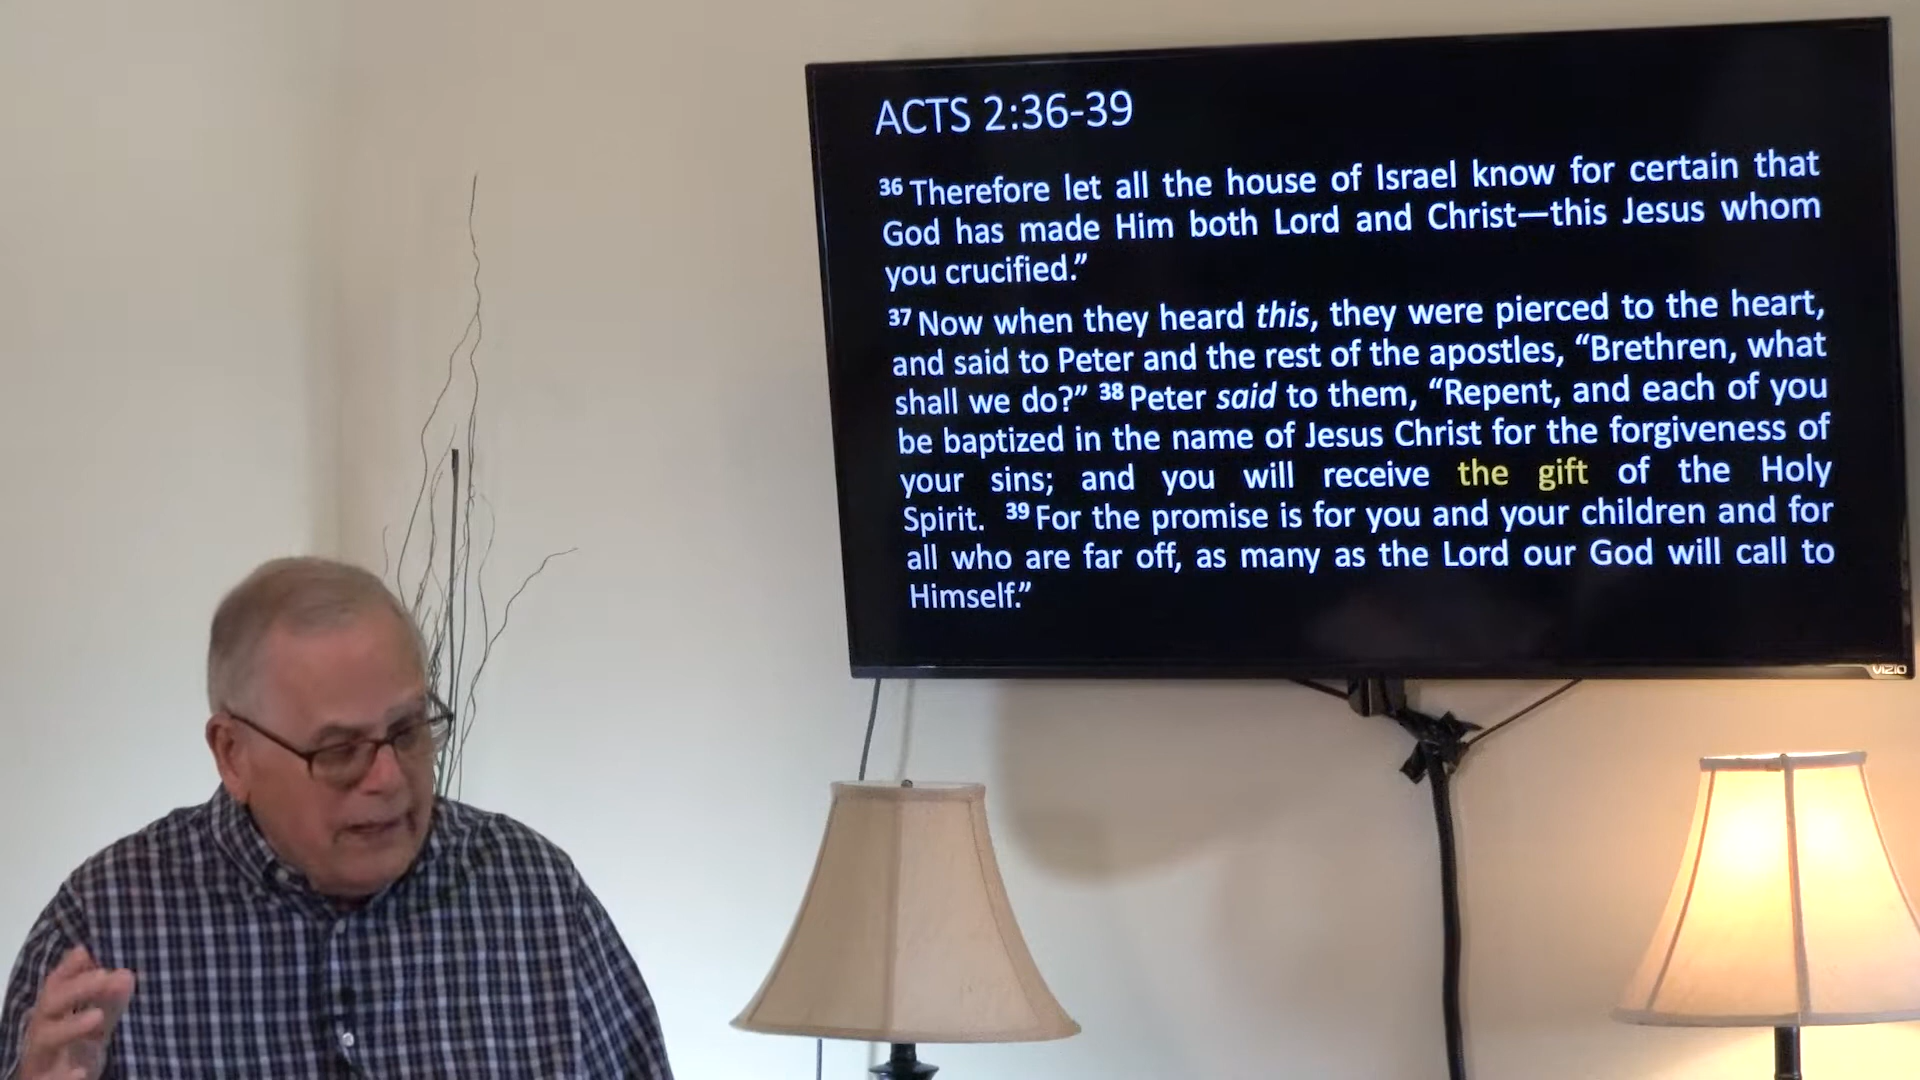 ACTS 2:36-39
36 Therefore let all the house of Israel know for certain that
God has made Him both Lord and Christ—this Jesus whom
you crucified.”
37 Now when they heard this, they were pierced to the heart,
and said to Peter and the rest of the apostles, “Brethren, what
shall we do?” 38 Peter said to them, “Repent, and each of you
be baptized in the name of Jesus Christ for the forgiveness of
your sins; and you will receive the gift of the Holy
Spirit. 39 For the promise is for you and your children and for
all who are far off, as many as the Lord our God will call to
Himself.”
VIZIO